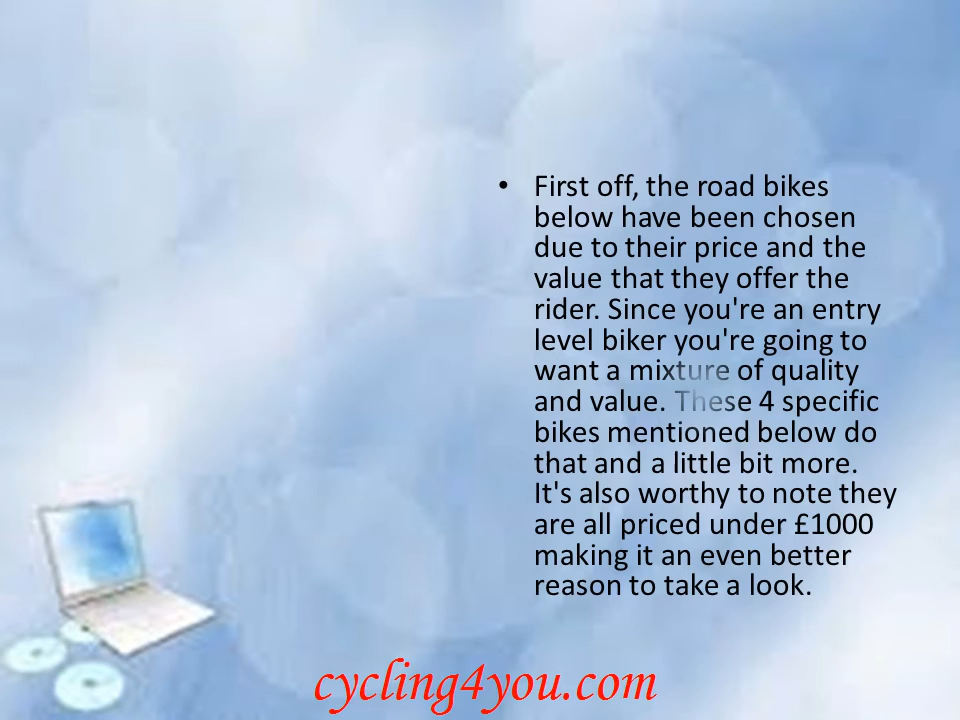 • First off, the road bikes
below have been chosen
due to their price and the
value that they offer the
rider. Since you're an entry
level biker you're going to
want a mixture of quality
and value. These 4 specific
bikes mentioned below do
that and a little bit more.
It's also worthy to note they
are all priced under £1000
making it an even better
reason to take a look.
cycling4you.com